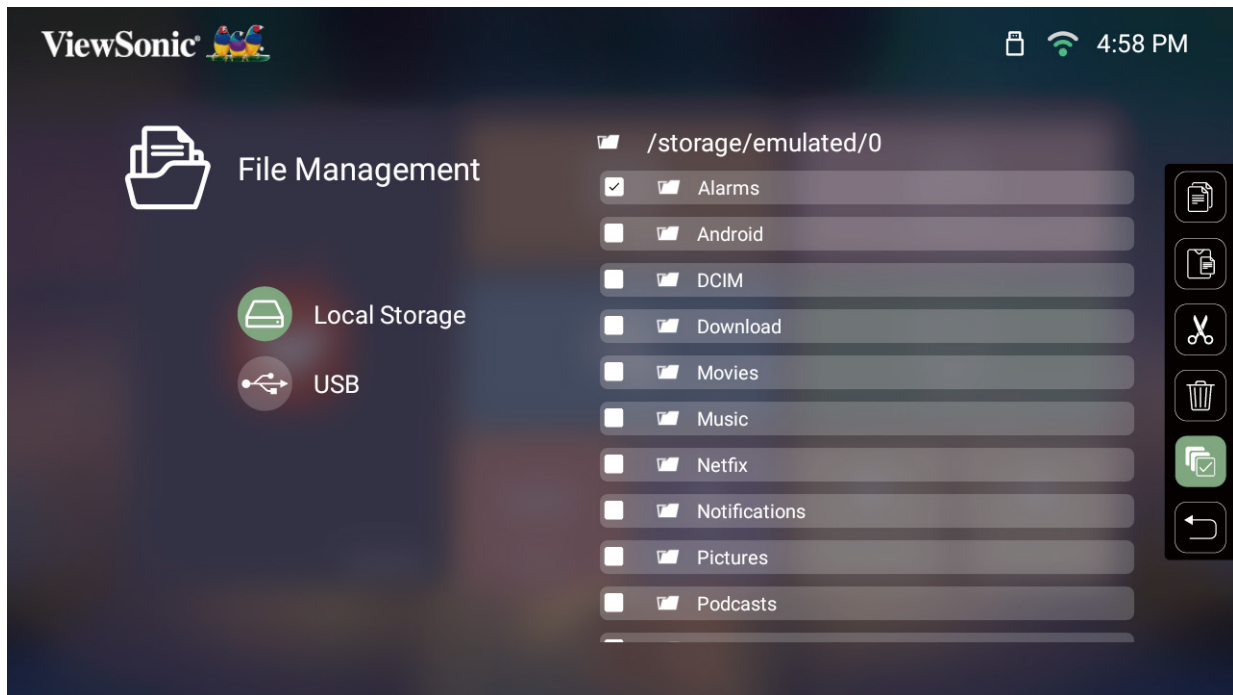 ViewSonic®
4:58 PM
File Management
Local Storage
USB
/storage/emulated/0
Alarms
Android
DCIM
Download
Movies
Music
Netfix
Notifications
Pictures
Podcasts